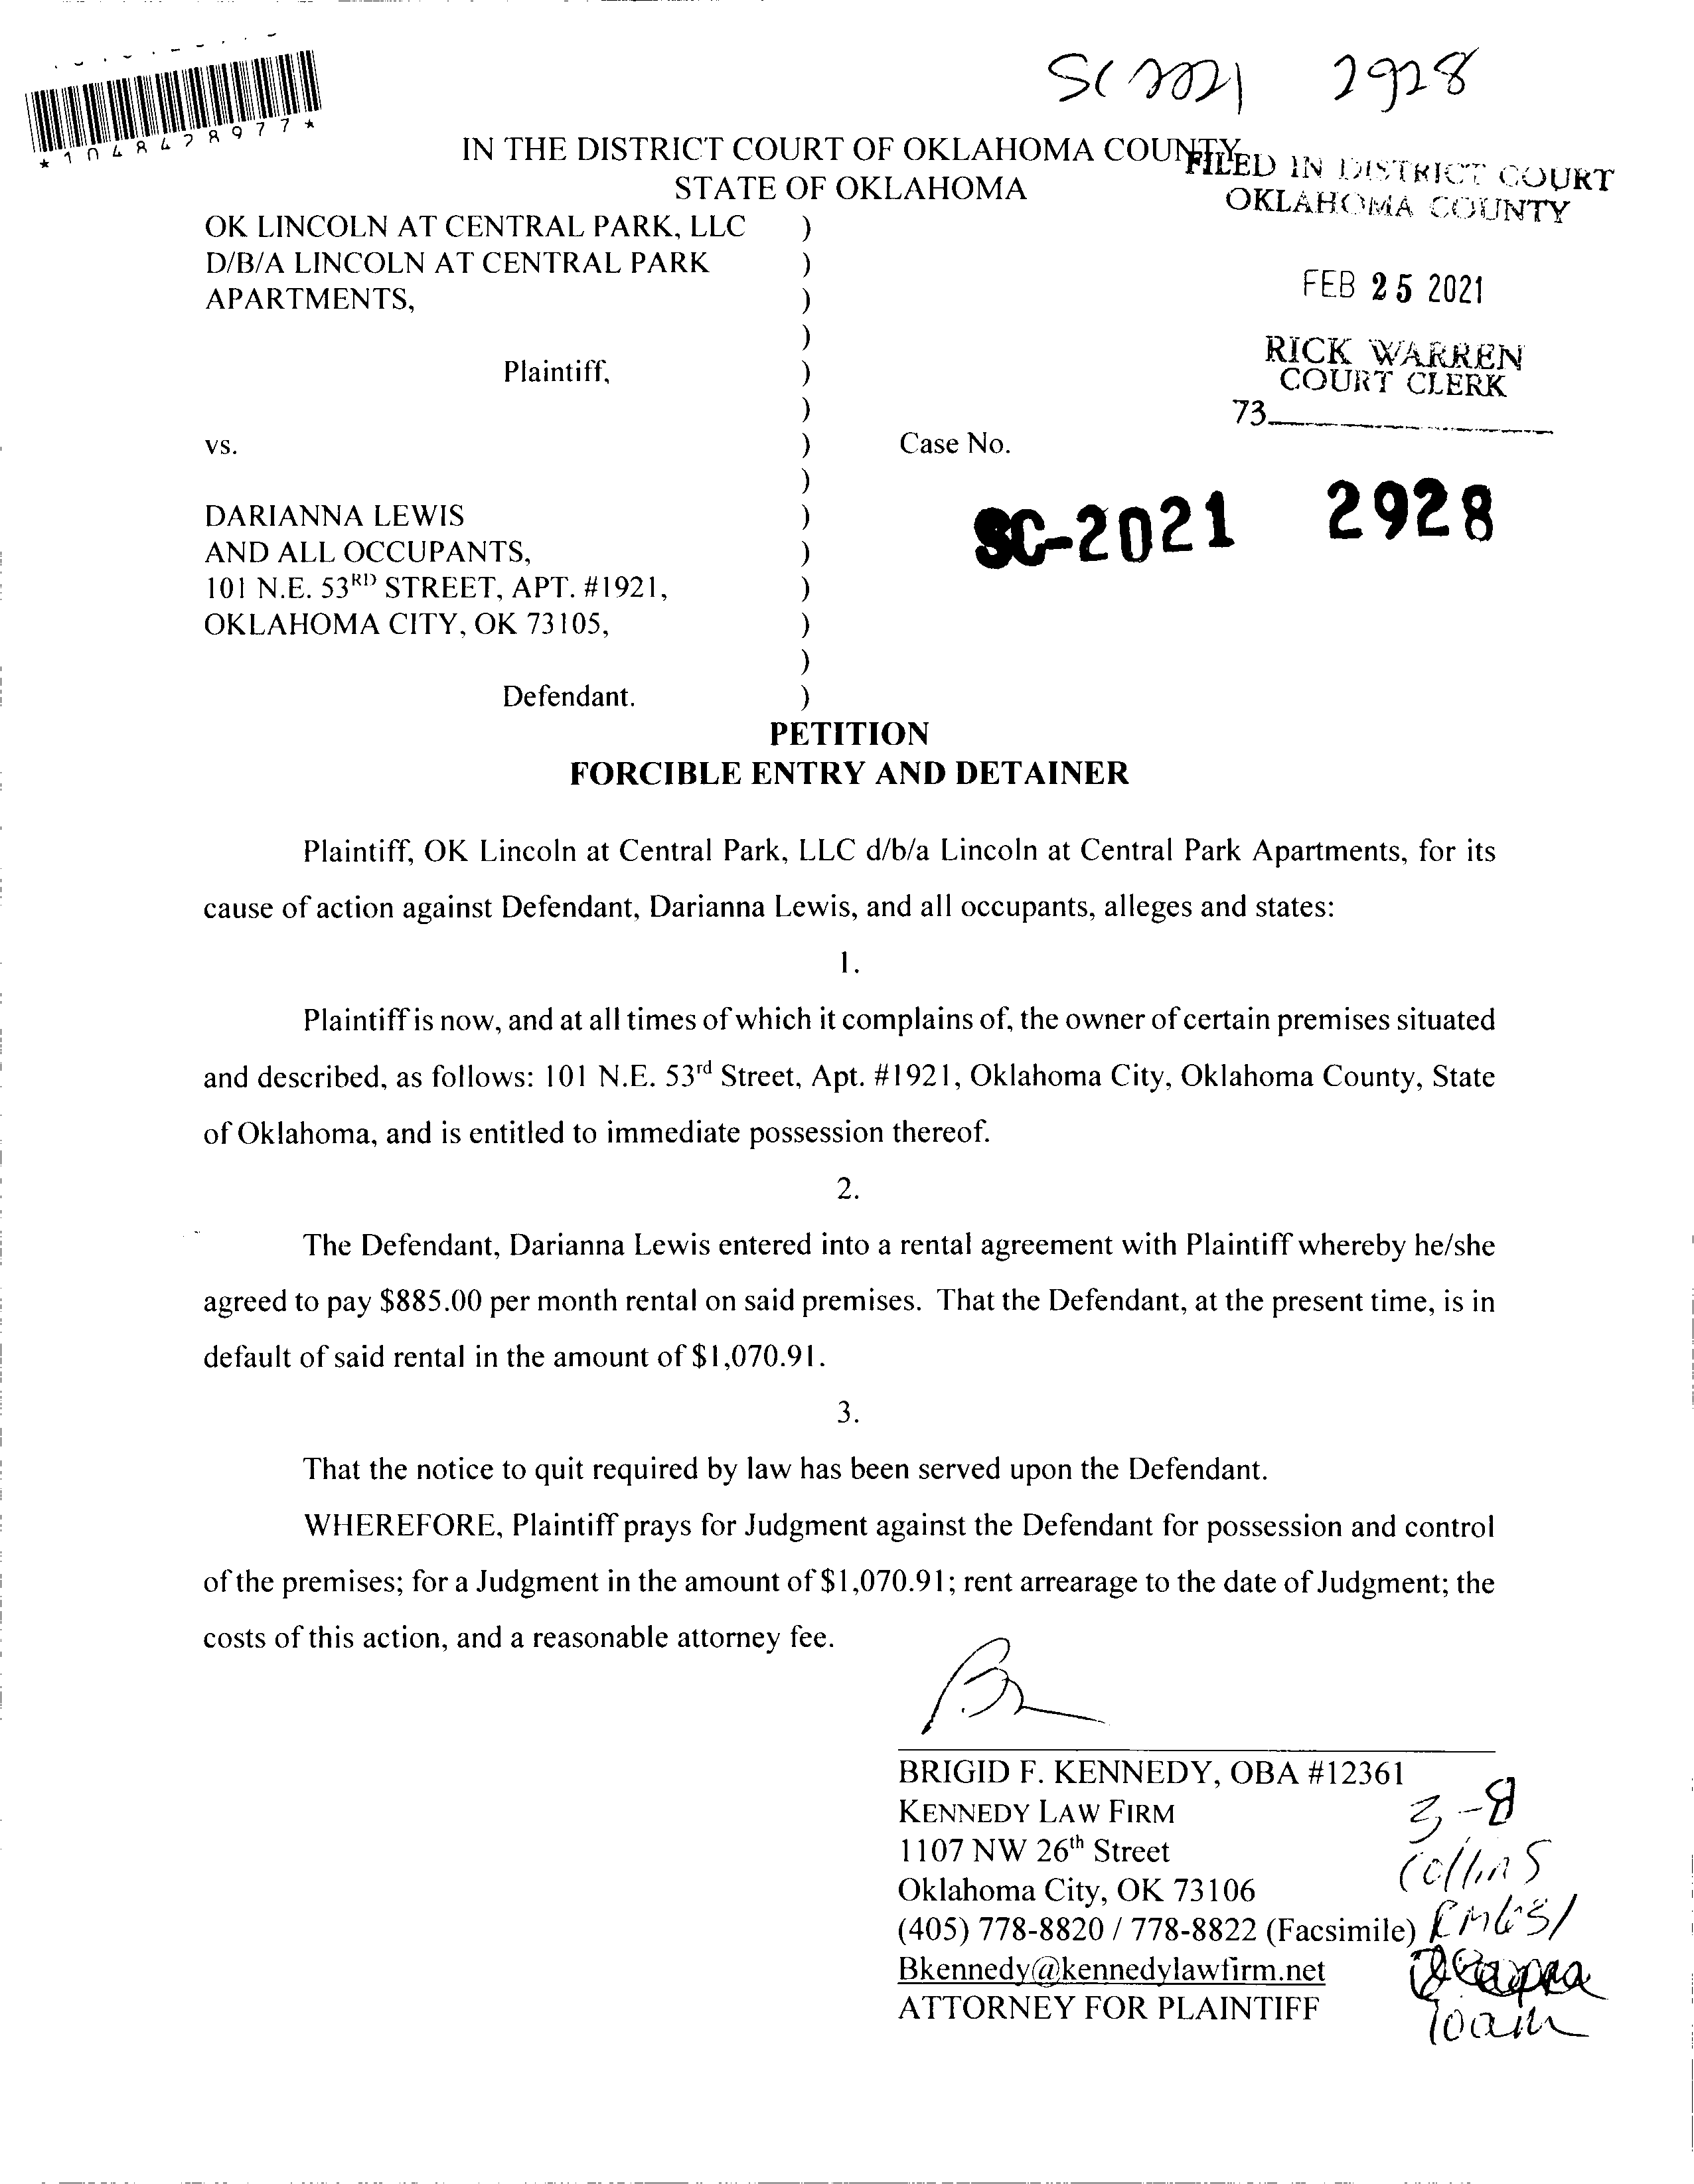 SC 2021 2928
*1048428977*
IN THE DISTRICT COURT OF OKLAHOMA COUNTY
STATE OF OKLAHOMA
FILED IN DISTRICT COURT
OKLAHOMA COUNTY
FEB 25 2021
RICK WARREN
COURT CLERK
73
OK LINCOLN AT CENTRAL PARK, LLC )
D/B/A LINCOLN AT CENTRAL PARK )
APARTMENTS, )
)
Plaintiff, )
)
vs. ) Case No.
)
SC-2021 2928
DARIANNA LEWIS )
AND ALL OCCUPANTS, )
101 N.E. 53RD STREET, APT. #1921, )
OKLAHOMA CITY, OK 73105, )
)
Defendant. )
PETITION
FORCIBLE ENTRY AND DETAINER
Plaintiff, OK Lincoln at Central Park, LLC d/b/a Lincoln at Central Park Apartments, for its
cause of action against Defendant, Darianna Lewis, and all occupants, alleges and states:
1.
Plaintiff is now, and at all times of which it complains of, the owner of certain premises situated
and described, as follows: 101 N.E. 53rd Street, Apt. #1921, Oklahoma City, Oklahoma County, State
of Oklahoma, and is entitled to immediate possession thereof.
2.
The Defendant, Darianna Lewis entered into a rental agreement with Plaintiff whereby he/she
agreed to pay $885.00 per month rental on said premises. That the Defendant, at the present time, is in
default of said rental in the amount of $1,070.91.
3.
That the notice to quit required by law has been served upon the Defendant.
WHEREFORE, Plaintiff prays for Judgment against the Defendant for possession and control
of the premises; for a Judgment in the amount of $1,070.91; rent arrearage to the date of Judgment; the
costs of this action, and a reasonable attorney fee.
BRIGID F. KENNEDY, OBA #12361
KENNEDY LAW FIRM
1107 NW 26th Street
Oklahoma City, OK 73106
(405) 778-8820 / 778-8822 (Facsimile)
Bkennedy@kennedylawfirm.net
ATTORNEY FOR PLAINTIFF
3-8
Collins
10am